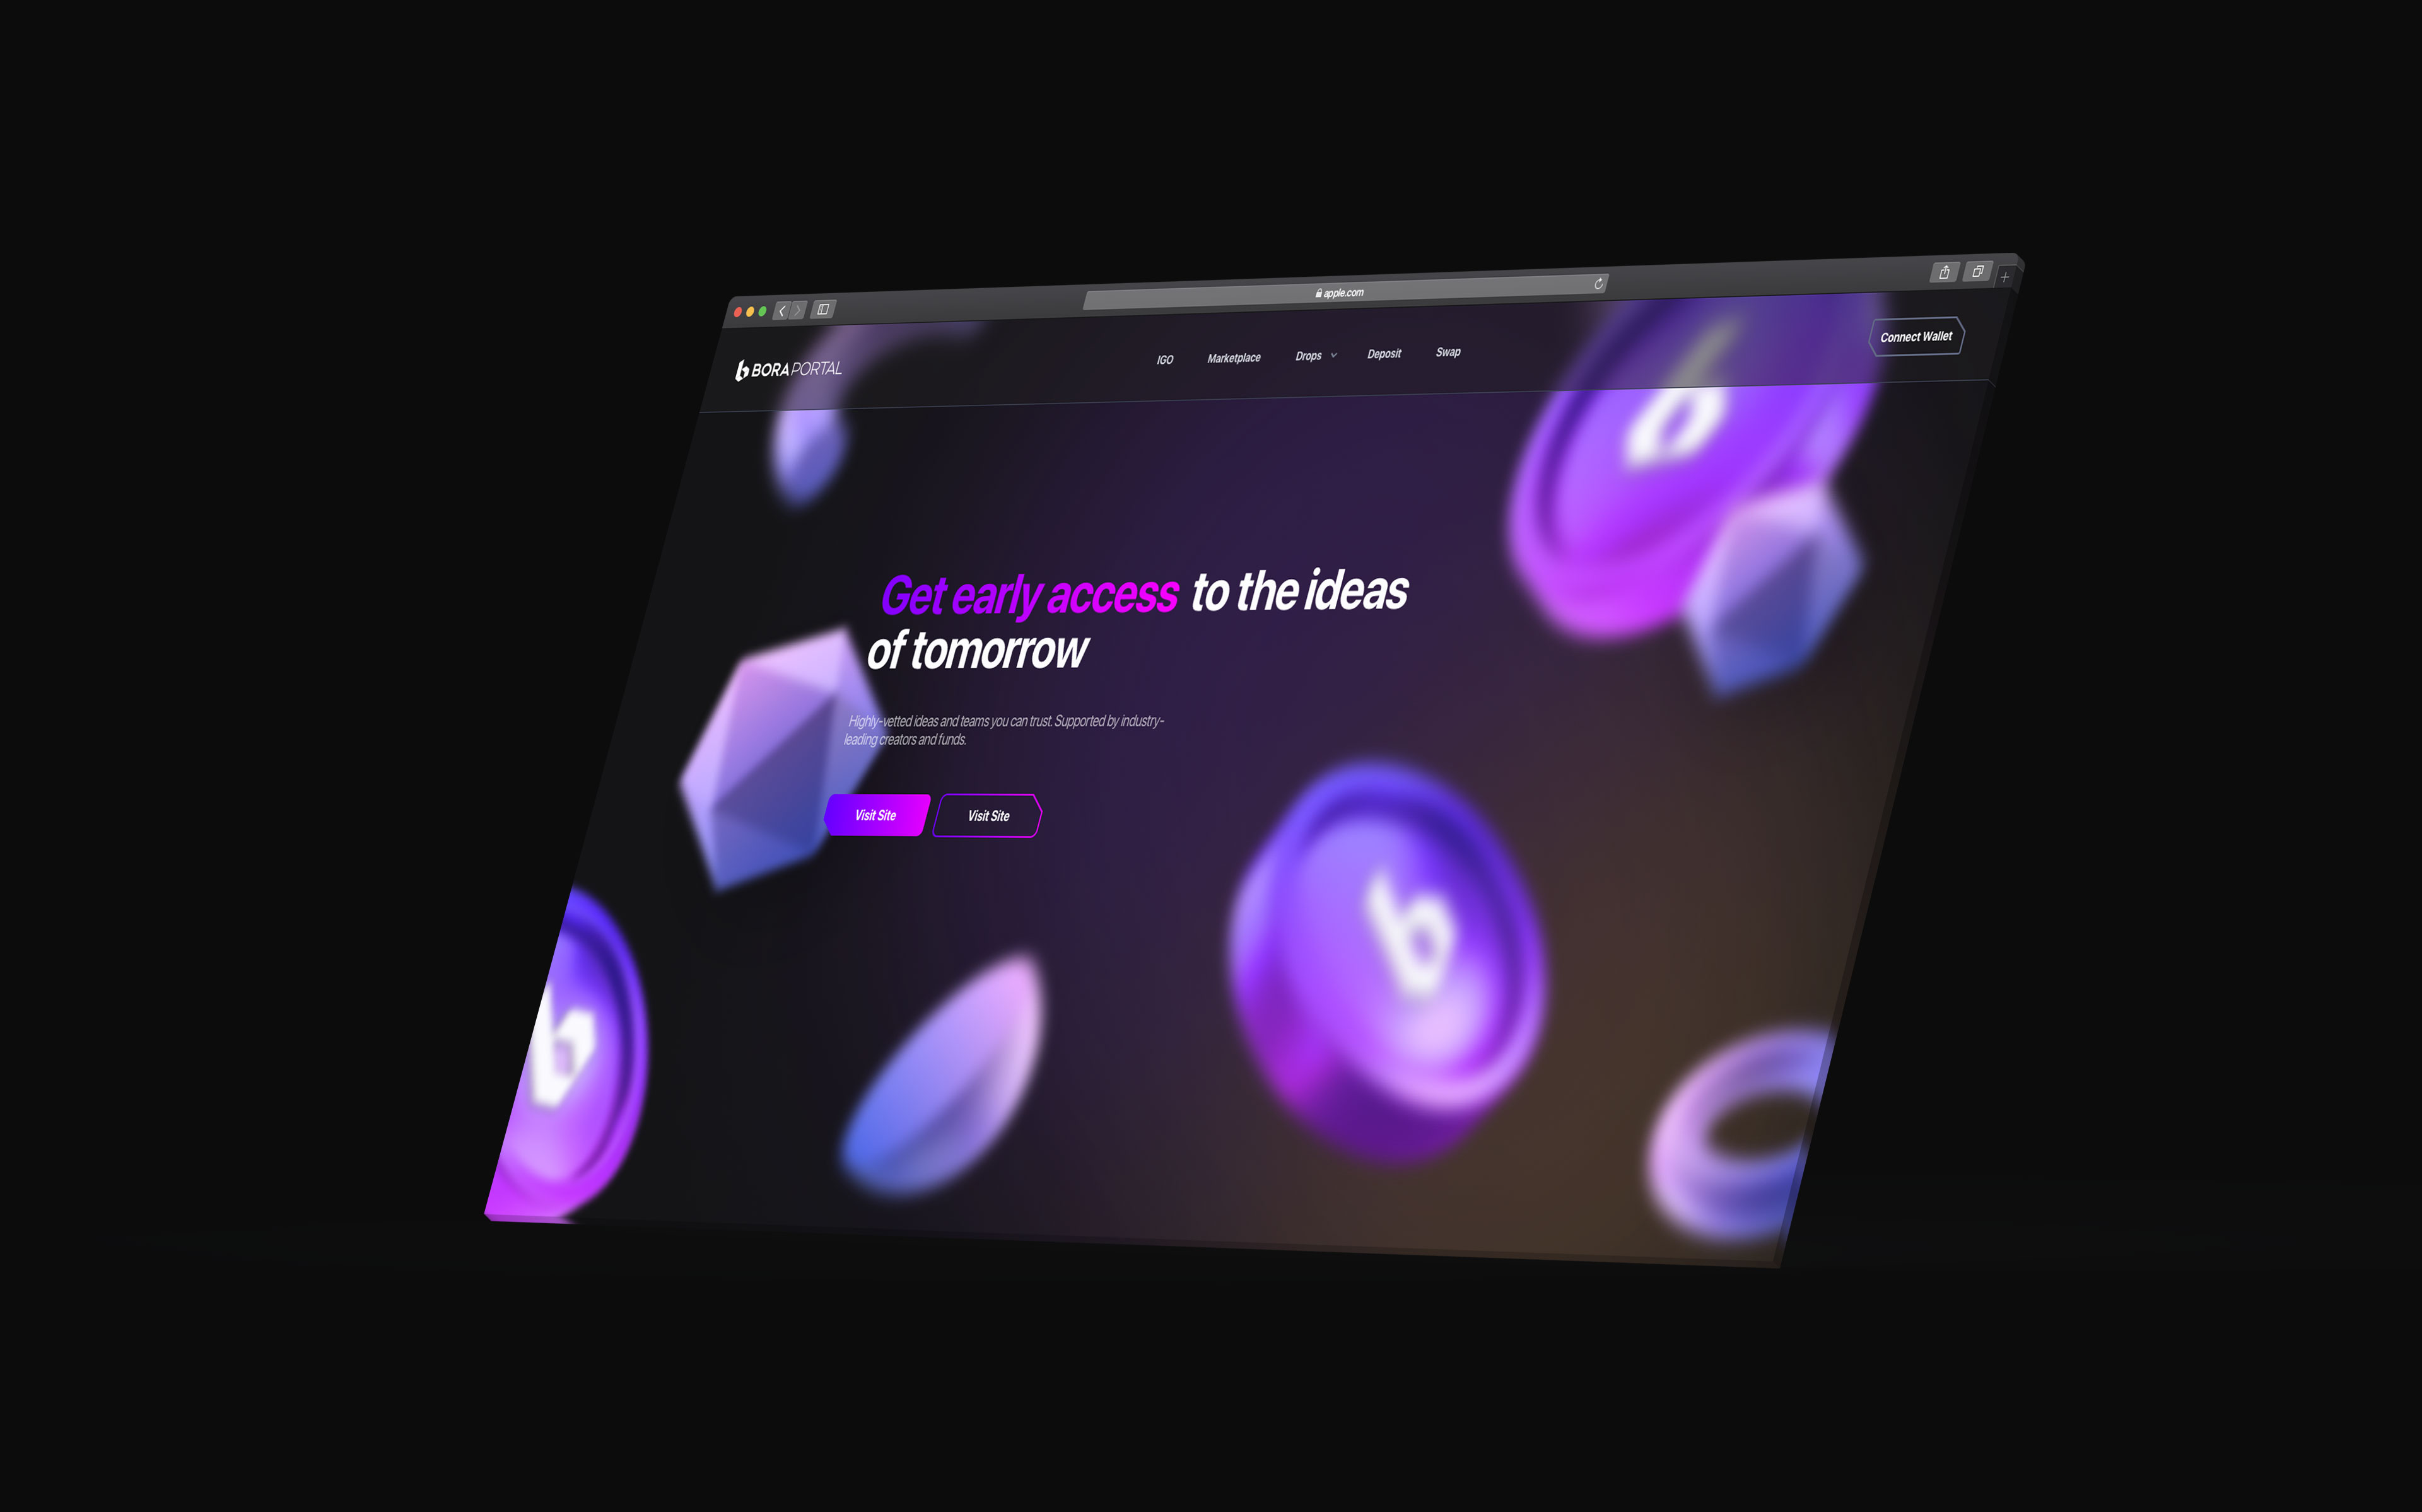 apple.com
BORA PORTAL
IGO Marketplace Drops Deposit Swap
Connect Wallet
Get early access to the ideas
of tomorrow
Highly-vetted ideas and teams you can trust. Supported by industry-
leading creators and funds.
Visit Site Visit Site